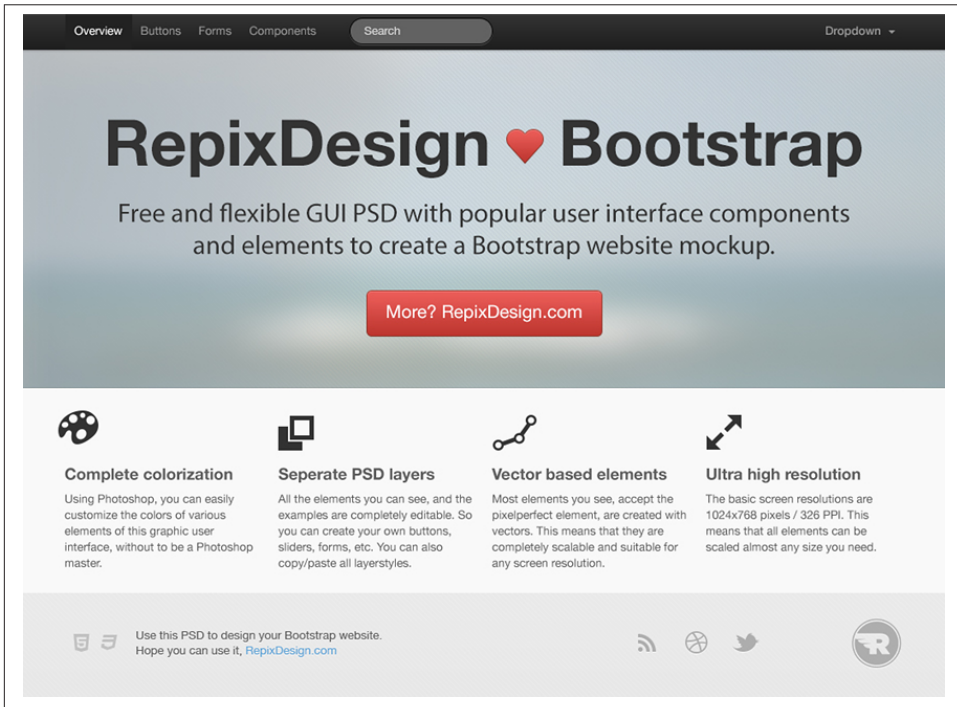 Overview Buttons Forms Components Search Dropdown
RepixDesign Bootstrap
Free and flexible GUI PSD with popular user interface components
and elements to create a Bootstrap website mockup.
More? RepixDesign.com
Complete colorization
Using Photoshop, you can easily
customize the colors of various
elements of this graphic user
interface, without to be a Photoshop
master.
Seperate PSD layers
All the elements you can see, and the
examples are completely editable. So
you can create your own buttons,
sliders, forms, etc. You can also
copy/paste all layerstyles.
Vector based elements
Most elements you see, accept the
pixelperfect element, are created with
vectors. This means that they are
completely scalable and suitable for
any screen resolution.
Ultra high resolution
The basic screen resolutions are
1024x768 pixels / 326 PPI. This
means that all elements can be
scaled almost any size you need.
5 3
Use this PSD to design your Bootstrap website.
Hope you can use it, RepixDesign.com
R